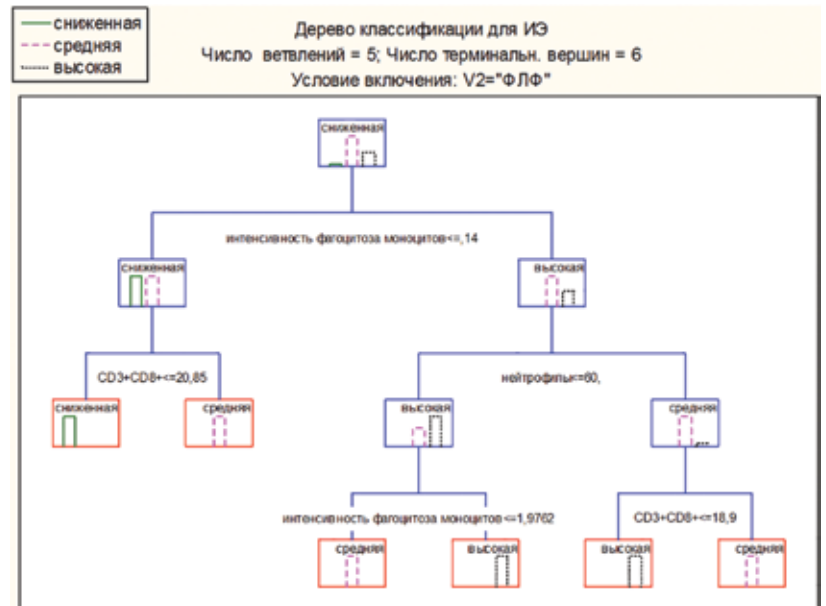 сниженная
средняя
высокая
Дерево классификации для ИЭ
Число ветвлений = 5; Число терминальн. вершин = 6
Условие включения: V2="ФЛФ"
сниженная
интенсивность фагоцитоза моноцитов<=,14
сниженная
высокая
CD3+CD8+<=20,85
нейтрофилы<=60,
сниженная
средняя
высокая
средняя
интенсивность фагоцитоза моноцитов<=1,9762
CD3+CD8+<=18,9
средняя
высокая
высокая
средняя